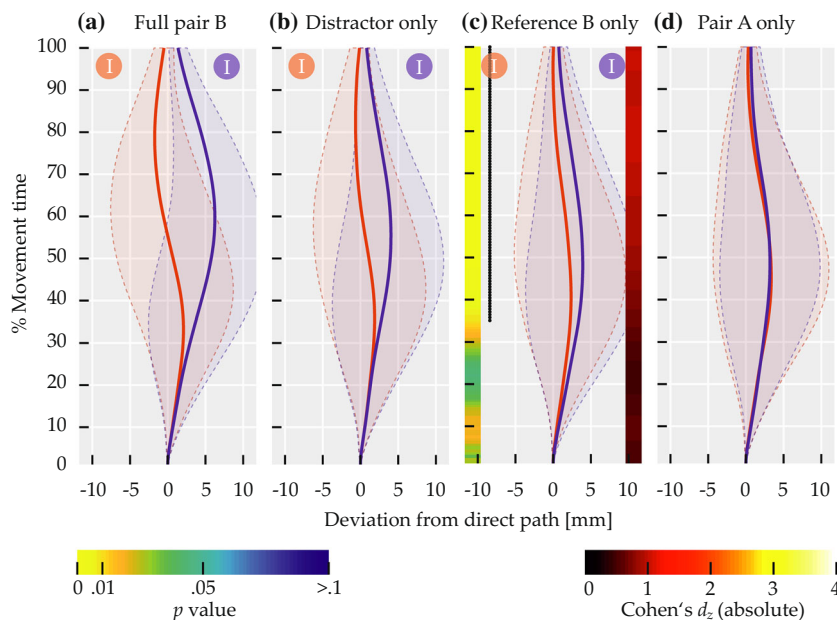 (a) Full pair B (b) Distractor only (c) Reference B only (d) Pair A only
I I I I I I
% Movement time
100
90
80
70
60
50
40
30
20
10
0
-10 0 5 10 -10 0 5 10 -10 -5 0 5 10 -10 -5 0 5 10
Deviation from direct path [mm]
0 .01 .05 >.1
p value
0 1 2 3 4
Cohen‘s dz (absolute)